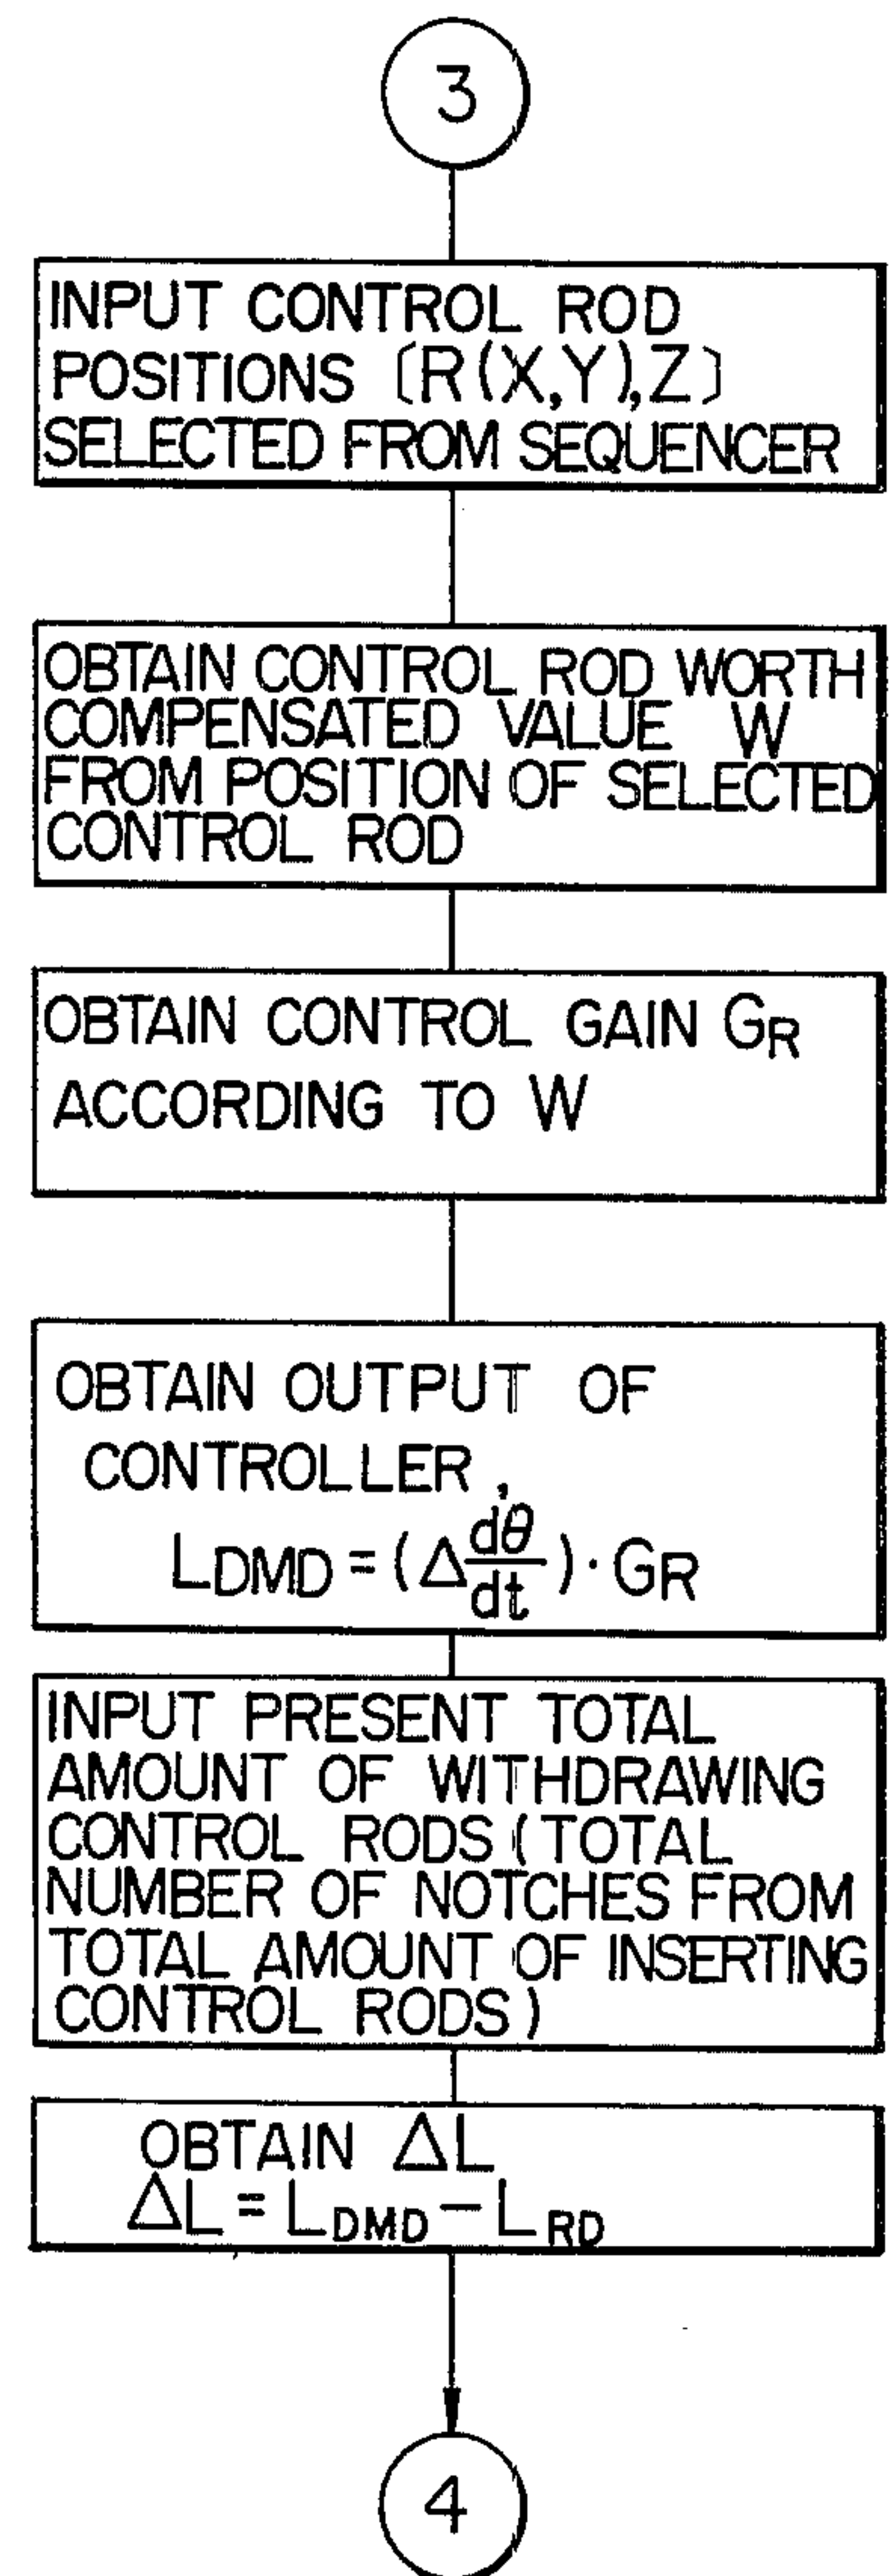 3
INPUT CONTROL ROD
POSITIONS [R(X,Y),Z]
SELECTED FROM SEQUENCER
OBTAIN CONTROL ROD WORTH
COMPENSATED VALUE W
FROM POSITION OF SELECTED
CONTROL ROD
OBTAIN CONTROL GAIN GR
ACCORDING TO W
OBTAIN OUTPUT OF
CONTROLLER,
LDMD = (Δ dθ/dt) · GR
INPUT PRESENT TOTAL
AMOUNT OF WITHDRAWING
CONTROL RODS (TOTAL
NUMBER OF NOTCHES FROM
TOTAL AMOUNT OF INSERTING
CONTROL RODS)
OBTAIN ΔL
ΔL = LDMD - LRD
4